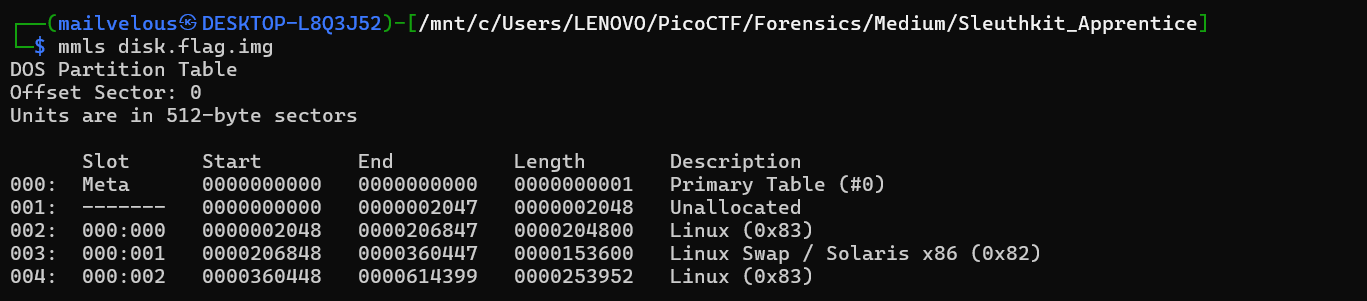 ┌──(mailvelous㉿DESKTOP-L8Q3J52)-[/mnt/c/Users/LENOVO/PicoCTF/Forensics/Medium/Sleuthkit_Apprentice]
└─$ mmls disk.flag.img
DOS Partition Table
Offset Sector: 0
Units are in 512-byte sectors

      Slot      Start        End          Length       Description
000:  Meta      0000000000   0000000000   0000000001   Primary Table (#0)
001:  -------   0000000000   0000002047   0000002048   Unallocated
002:  000:000   0000002048   0000206847   0000204800   Linux (0x83)
003:  000:001   0000206848   0000360447   0000153600   Linux Swap / Solaris x86 (0x82)
004:  000:002   0000360448   0000614399   0000253952   Linux (0x83)